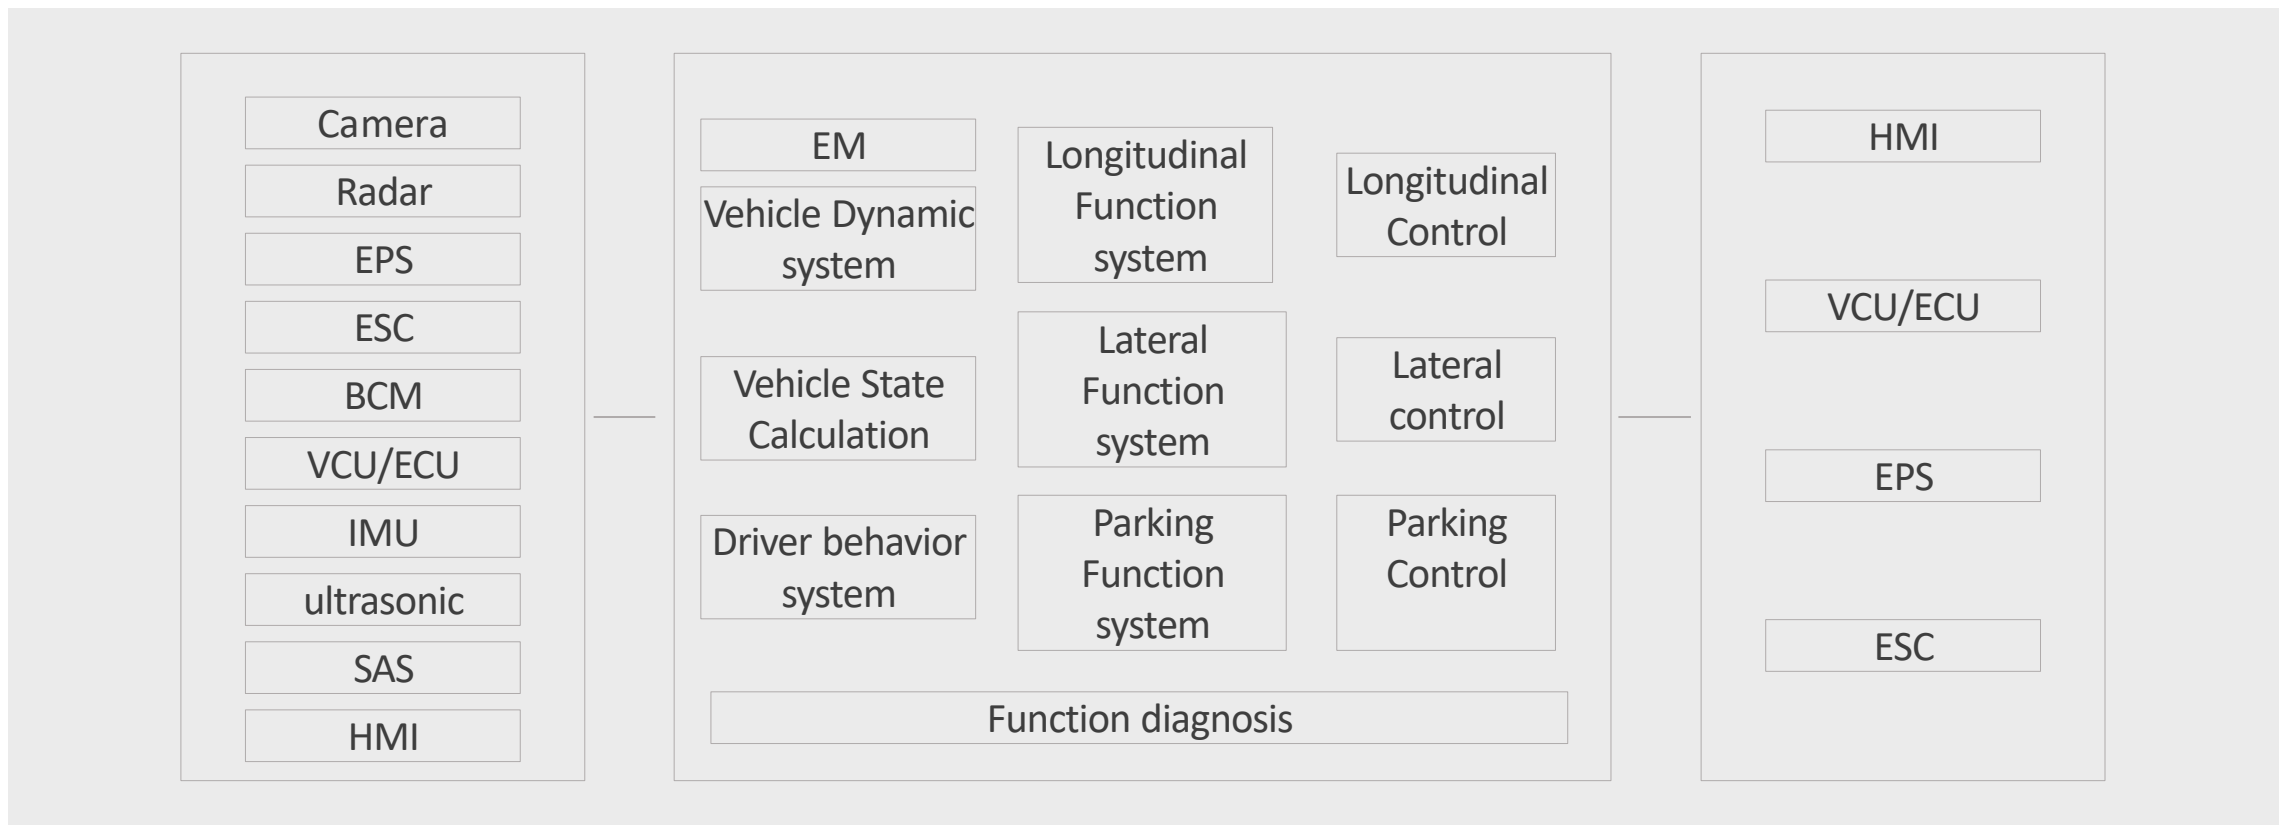 Camera
Radar
EPS
ESC
BCM
VCU/ECU
IMU
ultrasonic
SAS
HMI
EM
Vehicle Dynamic
system
Vehicle State
Calculation
Driver behavior
system
Longitudinal
Function
system
Lateral
Function
system
Parking
Function
system
Longitudinal
Control
Lateral
control
Parking
Control
Function diagnosis
HMI
VCU/ECU
EPS
ESC